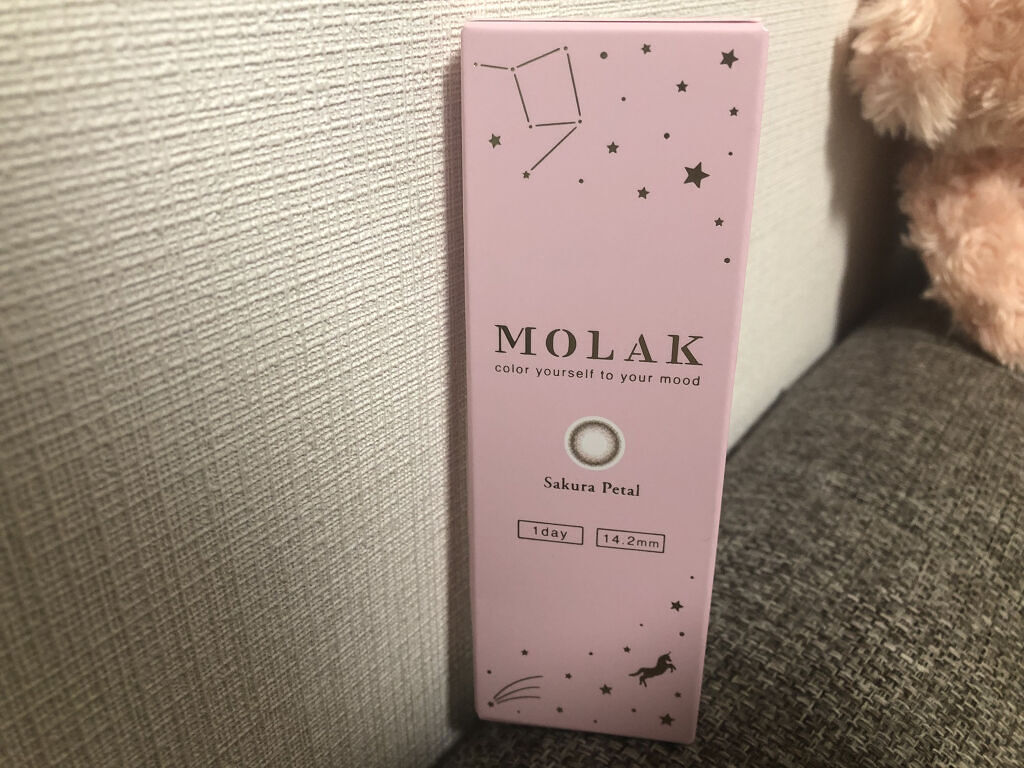 MOLAK
color yourself to your mood
Sakura Petal
1day 14.2mm